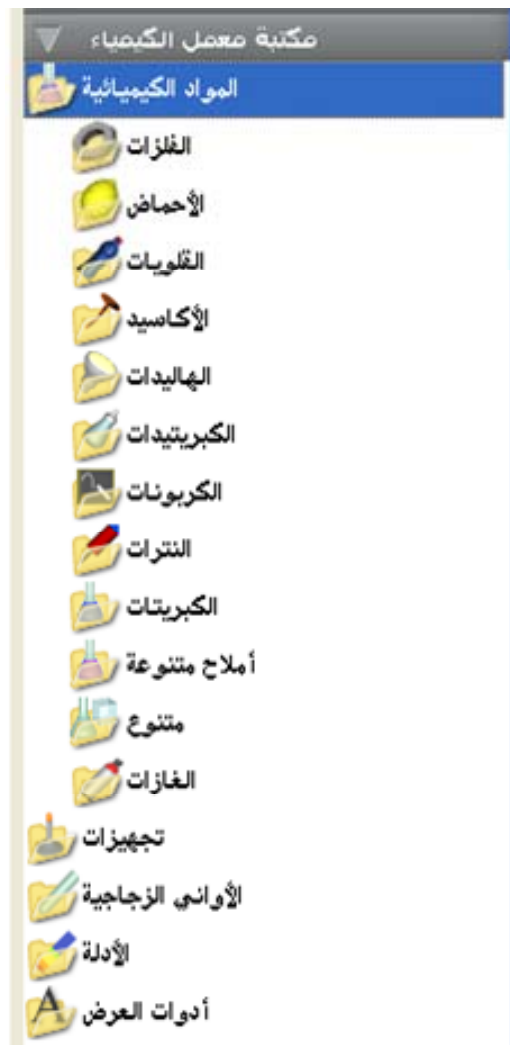 مكتبة معمل الكيمياء
المواد الكيميائية
الفلزات
الأحماض
القلويات
الأكاسيد
الهاليدات
الكبريتيدات
الكربونات
النترات
الكبريتات
أملاح متنوعة
متنوع
الغازات
تجهيزات
الأواني الزجاجية
الأدلة
أدوات العرض